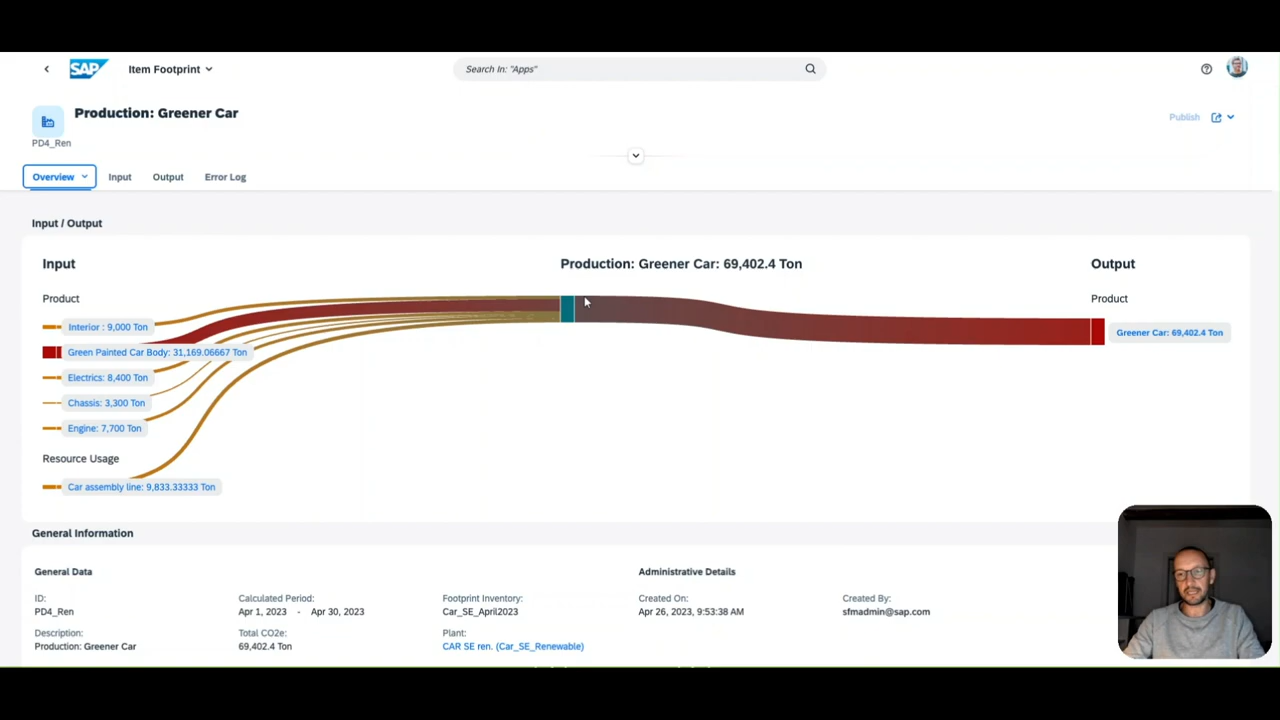 SAP
Item Footprint
Search In: "Apps"
Production: Greener Car
Publish
PD4_Ren
Overview
Input
Output
Error Log
Input / Output
Input
Production: Greener Car: 69,402.4 Ton
Output
Product
Product
Interior : 9,000 Ton
Greener Car: 69,402.4 Ton
Green Painted Car Body: 31,169.06667 Ton
Electrics: 8,400 Ton
Chassis: 3,300 Ton
Engine: 7,700 Ton
Resource Usage
Car assembly line: 9,833.33333 Ton
General Information
General Data
Administrative Details
ID:
Calculated Period:
Footprint Inventory:
Created On:
Created By:
PD4_Ren
Apr 1, 2023 - Apr 30, 2023
Car_SE_April2023
Apr 26, 2023, 9:53:38 AM
sfmadmin@sap.com
Description:
Total CO2e:
Plant:
Production: Greener Car
69,402.4 Ton
CAR SE ren. (Car_SE_Renewable)